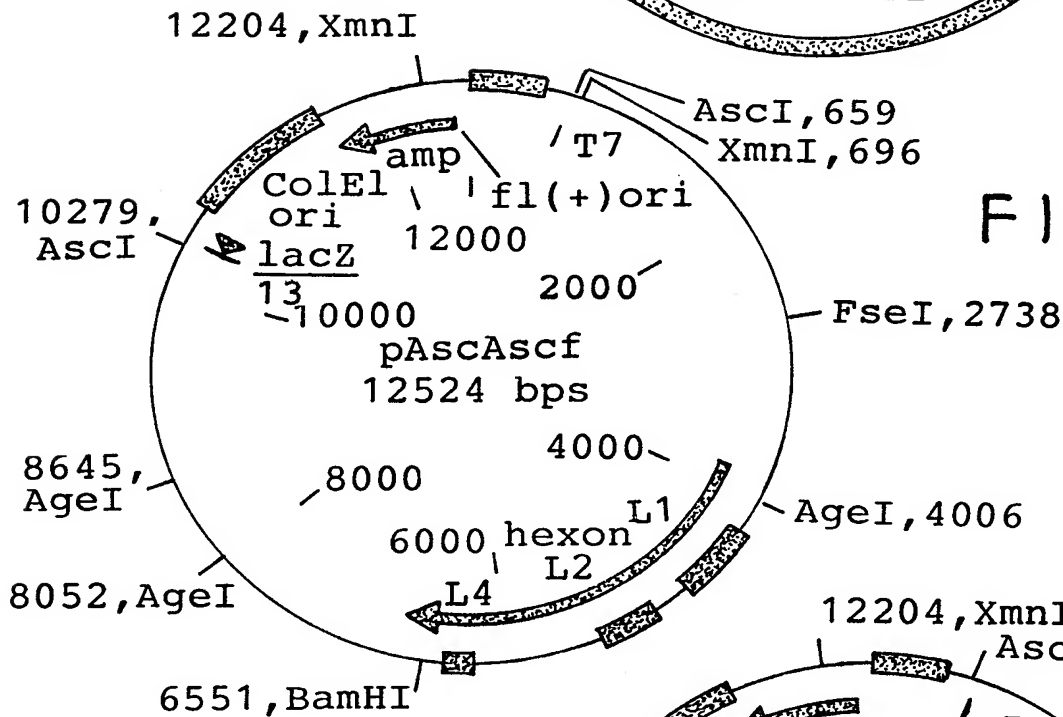 12204,XmnI
AscI,659
XmnI,696
T7
amp
f1(+)ori
ColE1
ori
12000
10279,
AscI
lacZ
13
10000
2000
FI
FseI,2738
pAscAscf
12524 bps
4000
8645,
AgeI
8000
L1
AgeI,4006
6000
hexon
L2
L4
8052,AgeI
6551,BamHI
12204,XmnI
Asc